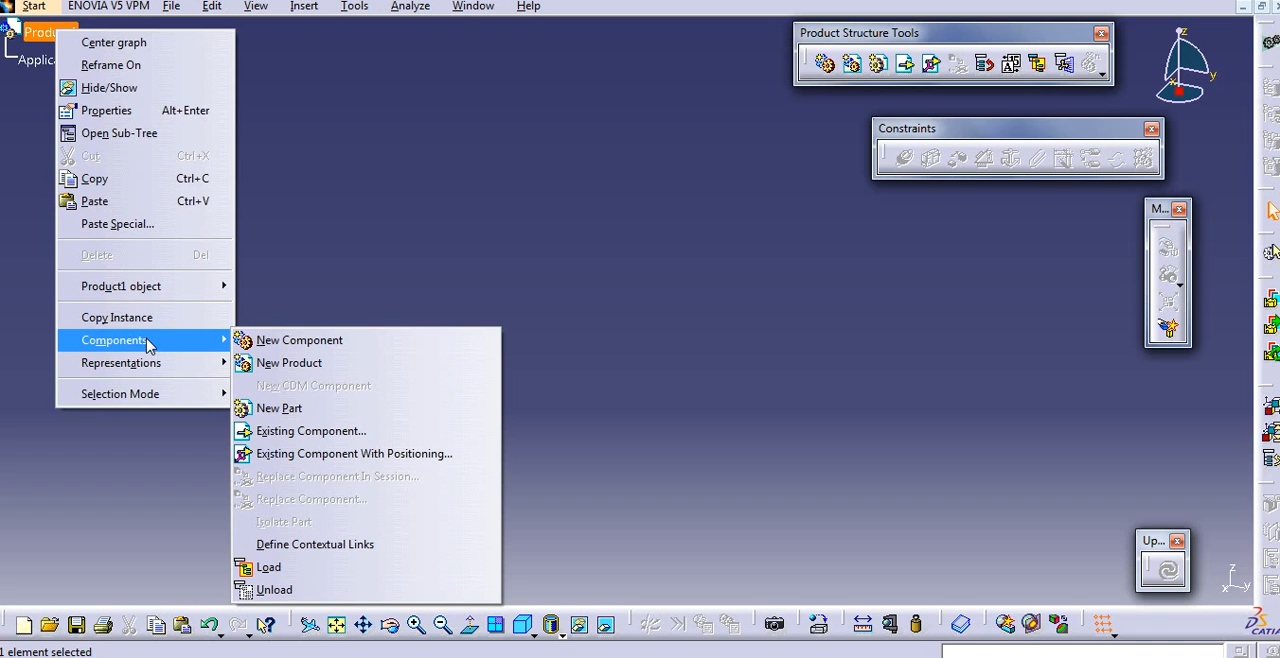 Start ENOVIA V5 VPM File Edit View Insert Tools Analyze Window Help
Produ
Applic
Center graph
Reframe On
Hide/Show
Properties Alt+Enter
Open Sub-Tree
Cut Ctrl+X
Copy Ctrl+C
Paste Ctrl+V
Paste Special...
Delete Del
Product1 object
Copy Instance
Components
Representations
Selection Mode
New Component
New Product
New CDM Component
New Part
Existing Component...
Existing Component With Positioning...
Replace Component In Session...
Replace Component...
Isolate Part
Define Contextual Links
Load
Unload
Product Structure Tools
Constraints
M...
Up...
z
y
x
z
y
x
CATIA
1 element selected